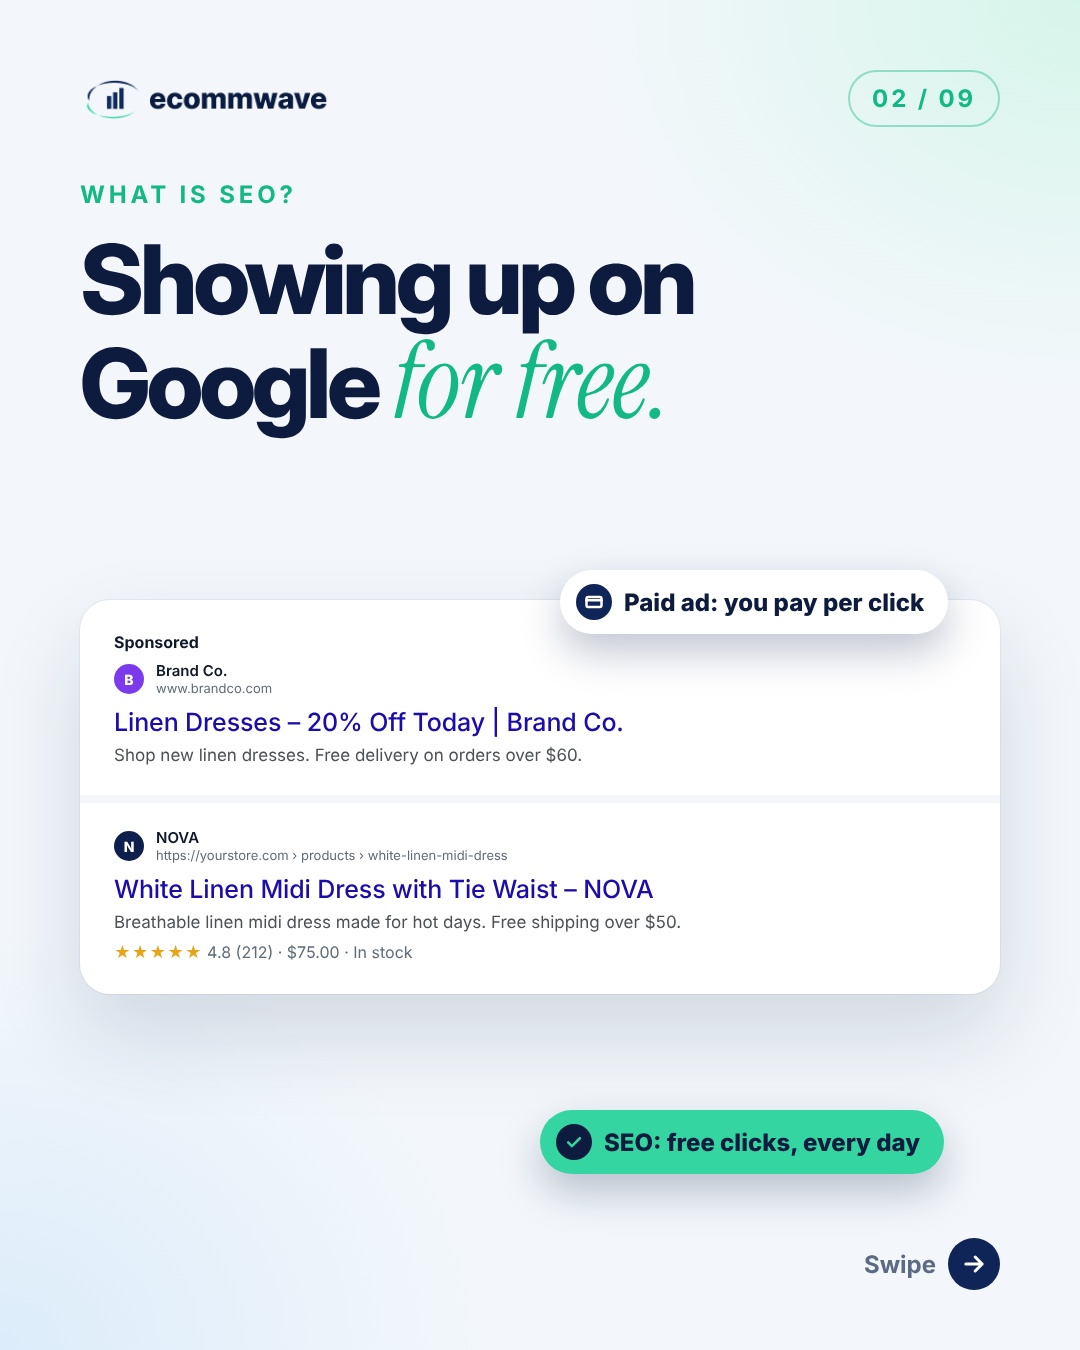 ecommwave
02 / 09
WHAT IS SEO?
Showing up on
Google for free.
Paid ad: you pay per click
Sponsored
B
Brand Co.
www.brandco.com
Linen Dresses – 20% Off Today | Brand Co.
Shop new linen dresses. Free delivery on orders over $60.
N
NOVA
https://yourstore.com › products › white-linen-midi-dress
White Linen Midi Dress with Tie Waist – NOVA
Breathable linen midi dress made for hot days. Free shipping over $50.
★★★★★ 4.8 (212) · $75.00 · In stock
SEO: free clicks, every day
Swipe